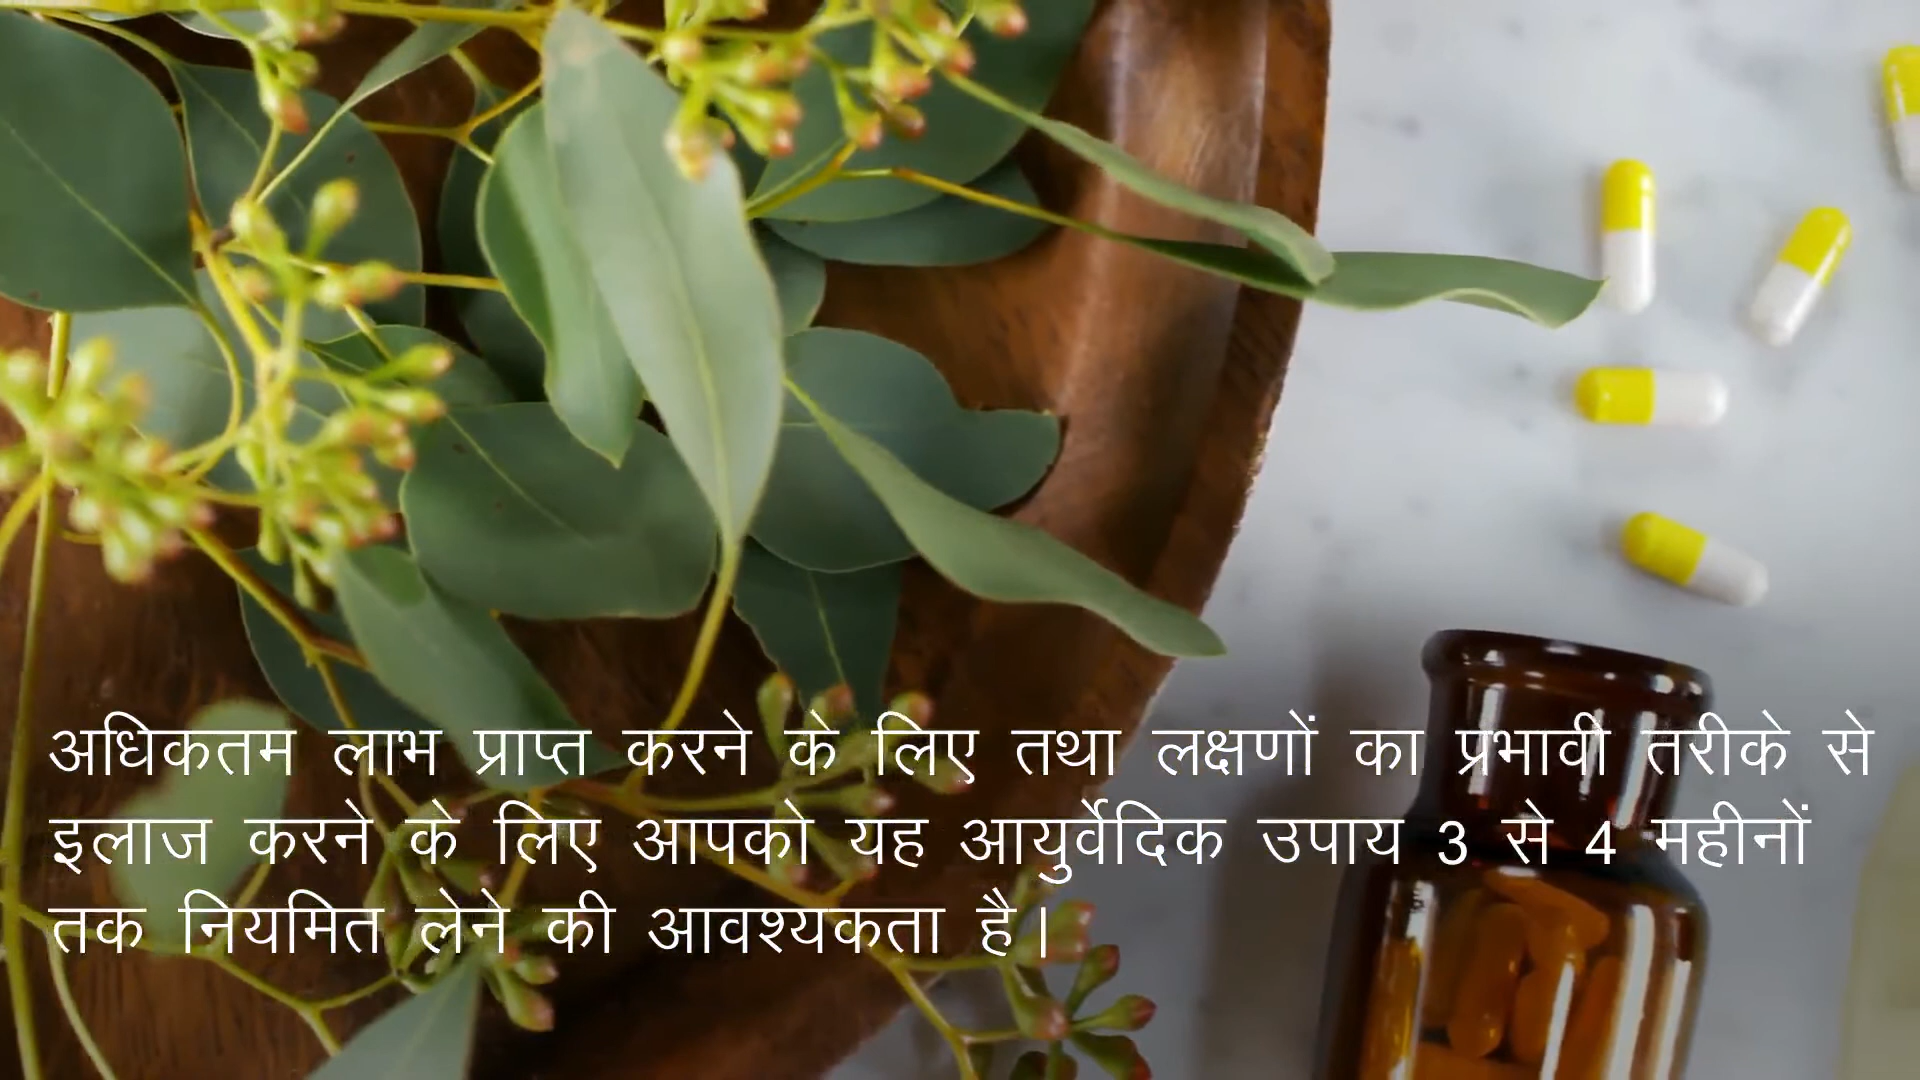 अधिकतम लाभ प्राप्त करने के लिए तथा लक्षणों का प्रभावी तरीके से
इलाज करने के लिए आपको यह आयुर्वेदिक उपाय 3 से 4 महीनों
तक नियमित लेने की आवश्यकता है|